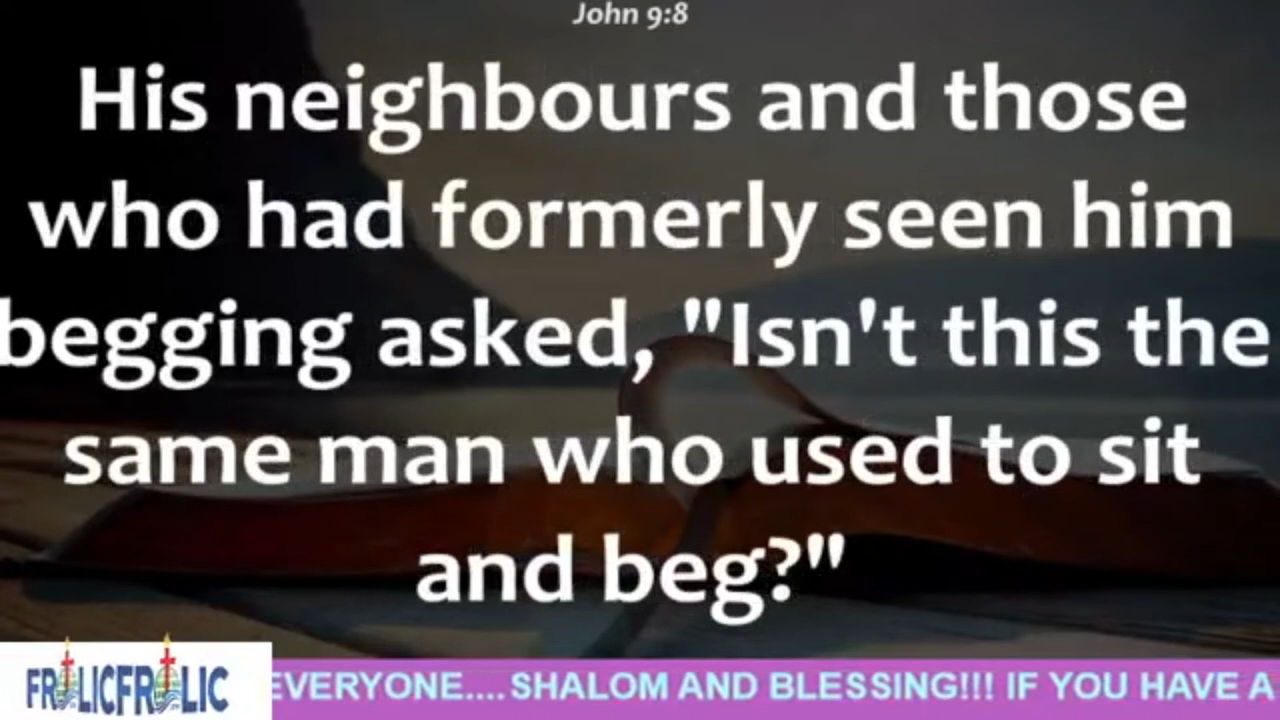 John 9:8
His neighbours and those
who had formerly seen him
begging asked, "Isn't this the
same man who used to sit
and beg?"
FROLICFROLIC EVERYONE.... SHALOM AND BLESSING!!! IF YOU HAVE A